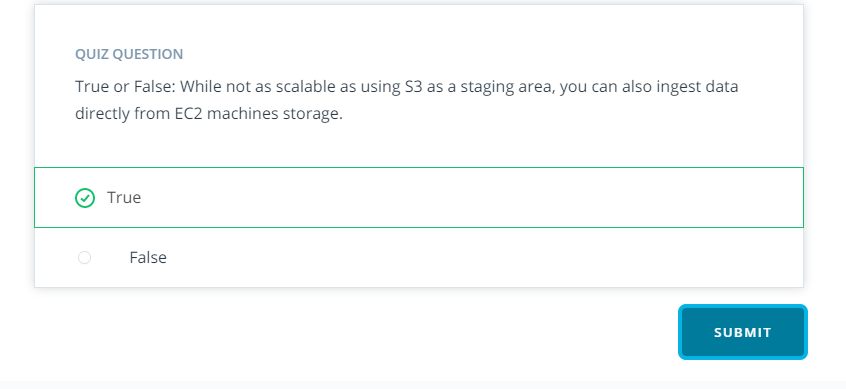 QUIZ QUESTION
True or False: While not as scalable as using S3 as a staging area, you can also ingest data
directly from EC2 machines storage.
True
False
SUBMIT